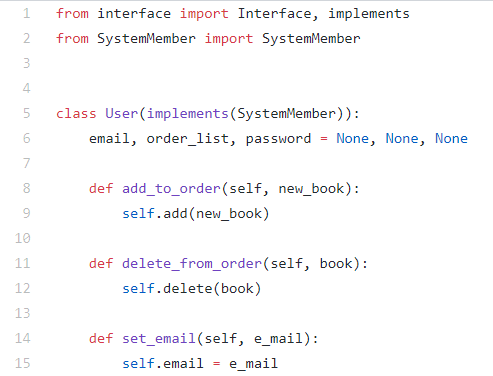 1 from interface import Interface, implements
2 from SystemMember import SystemMember
3
4
5 class User(implements(SystemMember)):
6     email, order_list, password = None, None, None
7
8     def add_to_order(self, new_book):
9         self.add(new_book)
10
11     def delete_from_order(self, book):
12         self.delete(book)
13
14     def set_email(self, e_mail):
15         self.email = e_mail